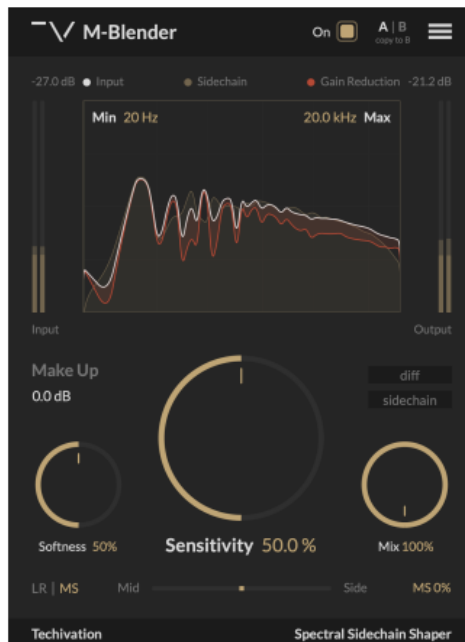 M-Blender
On
A | B
copy to B
-27.0 dB Input Sidechain Gain Reduction -21.2 dB
Min 20 Hz 20.0 kHz Max
Input Output
Make Up
0.0 dB
diff
sidechain
Softness 50% Sensitivity 50.0 % Mix 100%
LR | MS Mid Side MS 0%
Techivation Spectral Sidechain Shaper